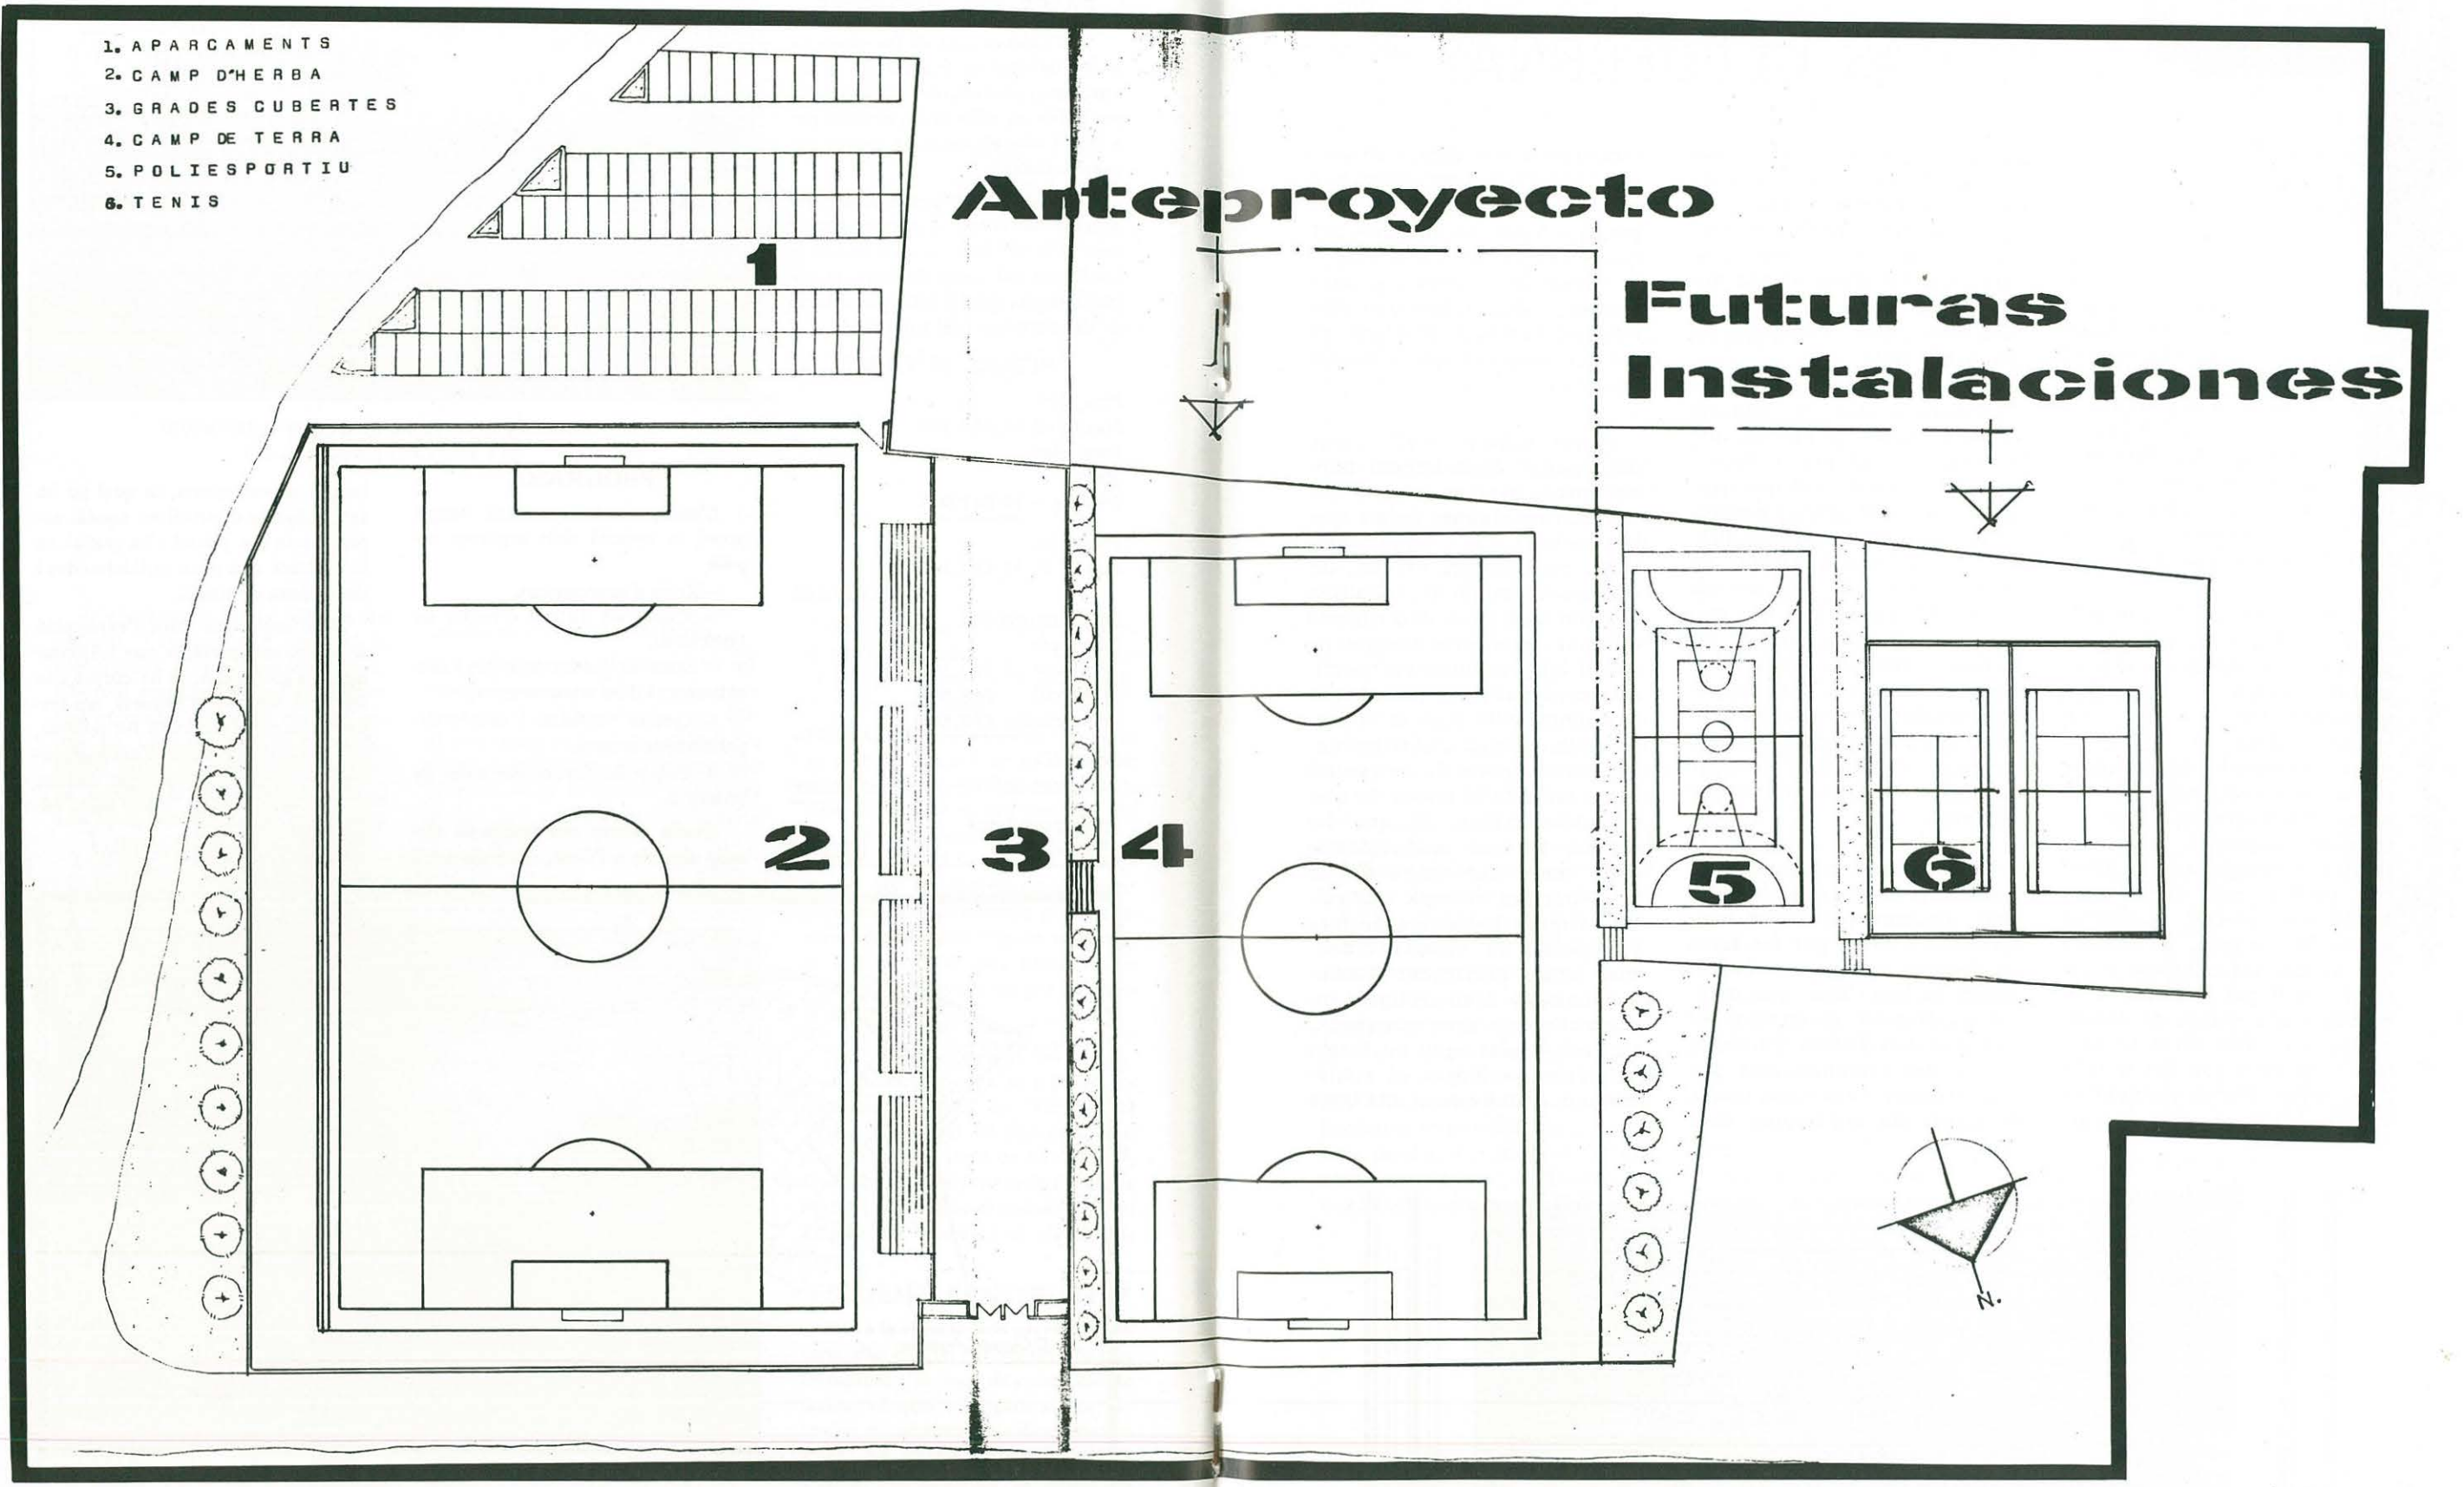 1. APARCAMENTS
2. CAMP D'HERBA
3. GRADES CUBERTES
4. CAMP DE TERRA
5. POLIESPORTIU
6. TENIS
Anteproyecto
Futuras
Instalaciones
1
2
3
4
5
6
N.